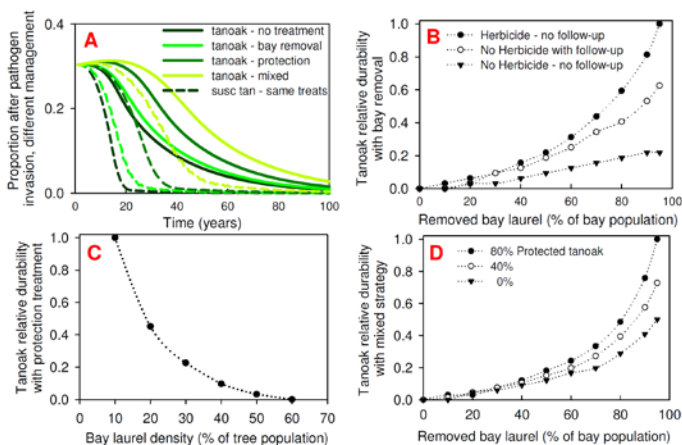 A
Proportion after pathogen
invasion, different management
0.4
0.2
0.0
tanoak - no treatment
tanoak - bay removal
tanoak - protection
tanoak - mixed
susc tan - same treats
0 20 40 60 80 100
Time (years)
B
Tanoak relative durability
with bay removal
1.0
0.8
0.6
0.4
0.2
0.0
Herbicide - no follow-up
No Herbicide with follow-up
No Herbicide - no follow-up
0 20 40 60 80 100
Removed bay laurel (% of bay population)
C
Tanoak relative durability
with protection treatment
1.0
0.8
0.6
0.4
0.2
0.0
0 10 20 30 40 50 60 70
Bay laurel density (% of tree population)
D
Tanoak relative durability
with mixed strategy
1.0
0.8
0.6
0.4
0.2
0.0
80% Protected tanoak
40%
0%
0 20 40 60 80 100
Removed bay laurel (% of bay population)